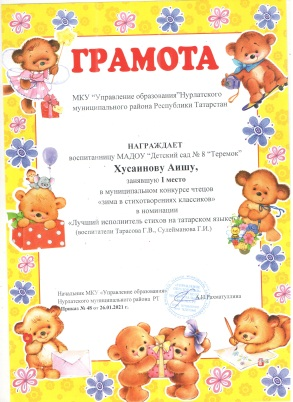 ГРАМОТА
МКУ "Управление образования"Нурлатского
муниципального района Республики Татарстан
НАГРАЖДАЕТ
воспитанницу МАДОУ "Детский сад № 8 "Теремок"
Хусаинову Аишу,
занявшую 1 место
в муниципальном конкурсе чтецов
«зима в стихотворениях классиков»
в номинации
«Лучший исполнитель стихов на татарском языке»
(воспитатели Тарасова Г.В., Сулейманова Г.И.)
Начальник МКУ «Управление образования»
Нурлатского муниципального района РТ А.П.Рахматуллина
Приказ № 48 от 26.01.2021 г.